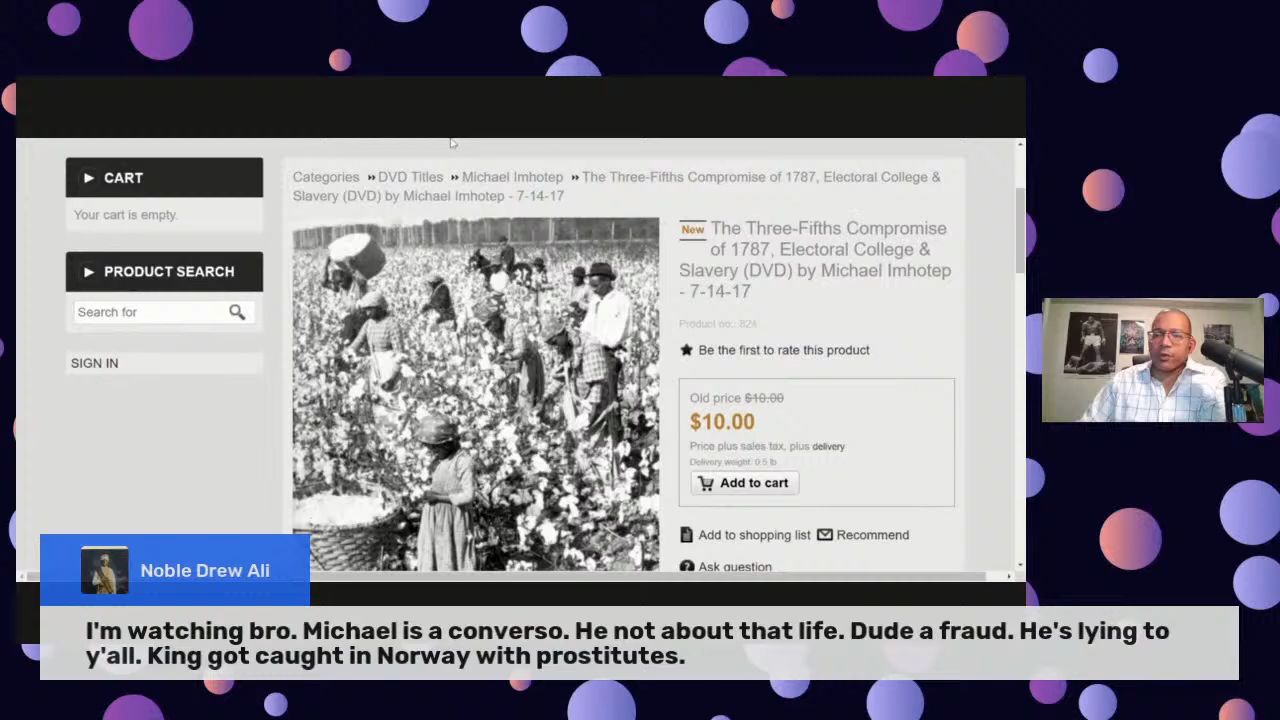 CART
Your cart is empty.
PRODUCT SEARCH
Search for
SIGN IN
Categories » DVD Titles » Michael Imhotep » The Three-Fifths Compromise of 1787, Electoral College &
Slavery (DVD) by Michael Imhotep - 7-14-17
New The Three-Fifths Compromise
of 1787, Electoral College &
Slavery (DVD) by Michael Imhotep
- 7-14-17
Product no.: 824
Be the first to rate this product
Old price $10.00
$10.00
Price plus sales tax, plus delivery
Delivery weight: 0.5 lb
Add to cart
Add to shopping list Recommend
Ask question
Noble Drew Ali
I'm watching bro. Michael is a converso. He not about that life. Dude a fraud. He's lying to
y'all. King got caught in Norway with prostitutes.